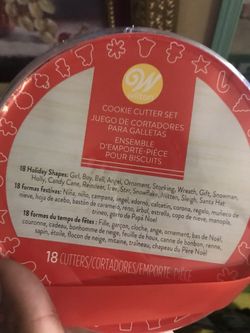 W
WILTON
COOKIE CUTTER SET
JUEGO DE CORTADORES
PARA GALLETAS
ENSEMBLE
D'EMPORTE-PIÈCE
POUR BISCUITS
18 Holiday Shapes: Girl, Boy, Bell, Angel, Ornament, Stocking, Wreath, Gift, Snowman,
Holly, Candy Cane, Reindeer, Tree, Star, Snowflake, Mitten, Sleigh, Santa Hat
18 formas festivas: Niña, niño, campana, ángel, adorno, calcetín, corona, regalo, muñeco de
nieve, hoja de acebo, bastón de caramelo, reno, árbol, estrella, copo de nieve, manopla,
trineo, gorro de Papá Noel
18 formes du temps de fêtes : Fille, garçon, cloche, ange, ornament, bas de Noël,
couronne, cadeau, bonhomme de neige, feuille de houx, canne de bonbon, renne,
sapin, étoile, flocon de neige, mitaine, traîneau, chapeau du Père Noël
18 CUTTERS/CORTADORES/EMPORTE-PIÈCE